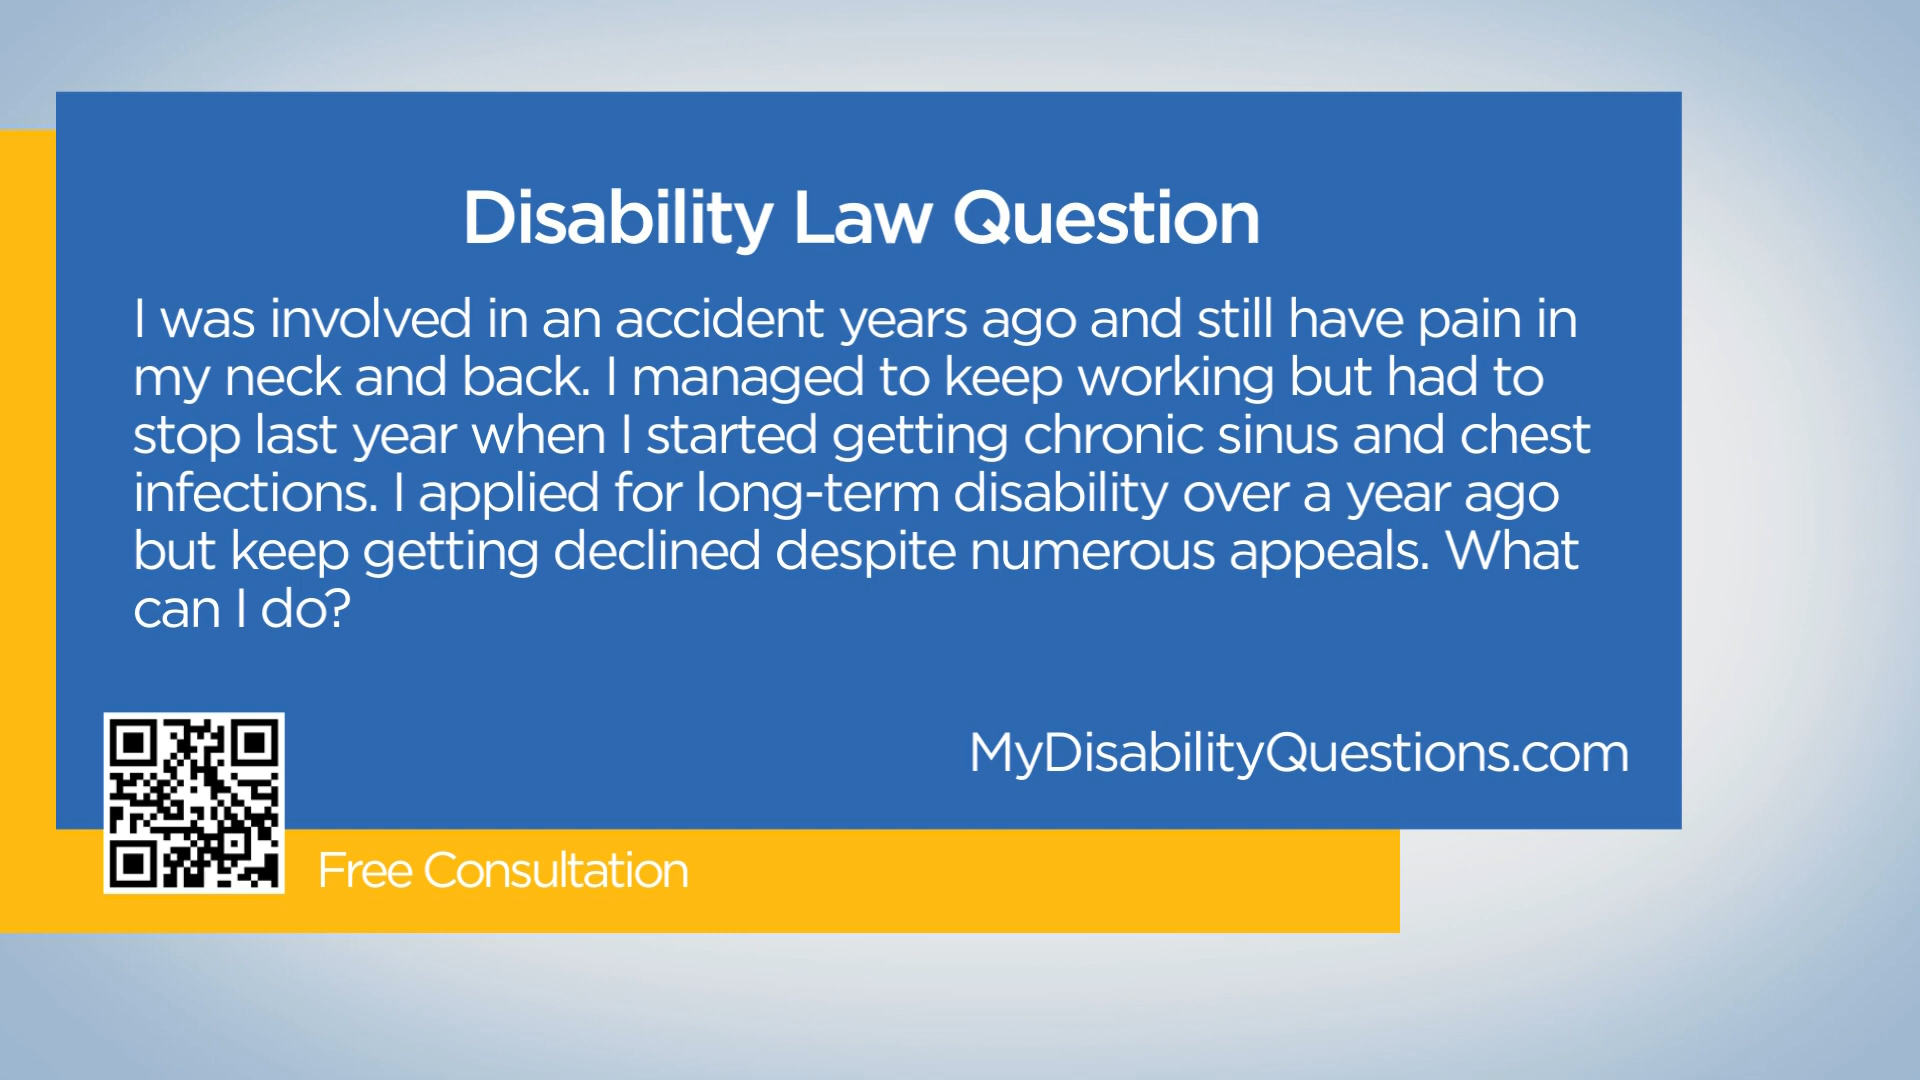 Disability Law Question
I was involved in an accident years ago and still have pain in
my neck and back. I managed to keep working but had to
stop last year when I started getting chronic sinus and chest
infections. I applied for long-term disability over a year ago
but keep getting declined despite numerous appeals. What
can I do?
MyDisabilityQuestions.com
Free Consultation